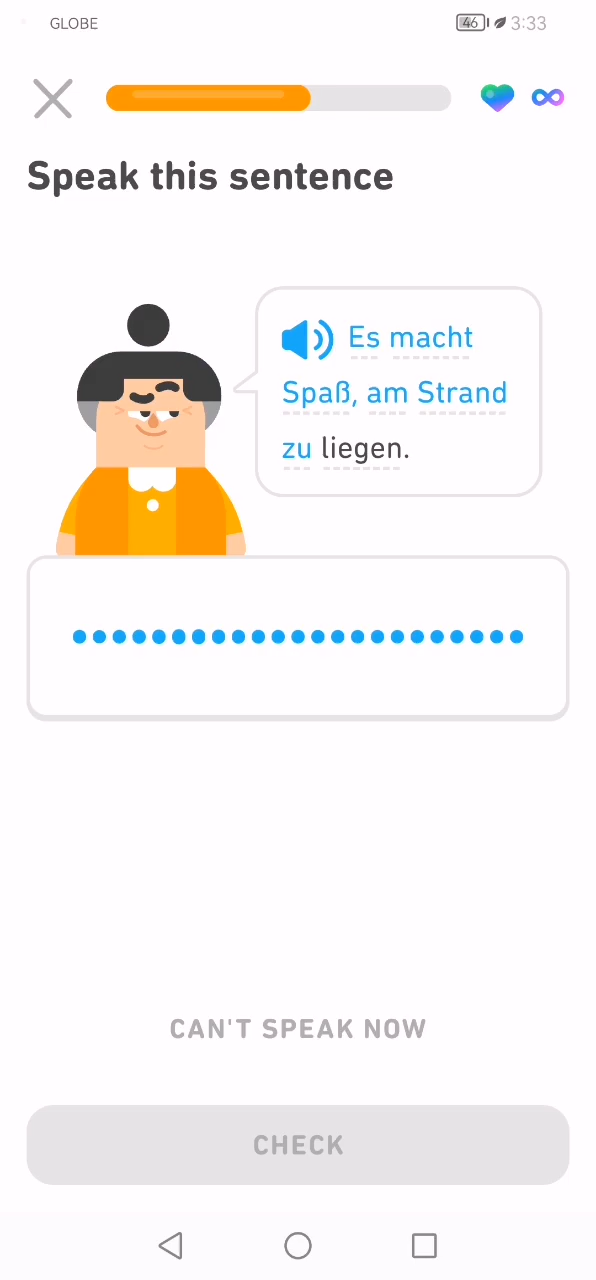 GLOBE
46
3:33
Speak this sentence
Es macht
Spaß, am Strand
zu liegen.
CAN'T SPEAK NOW
CHECK